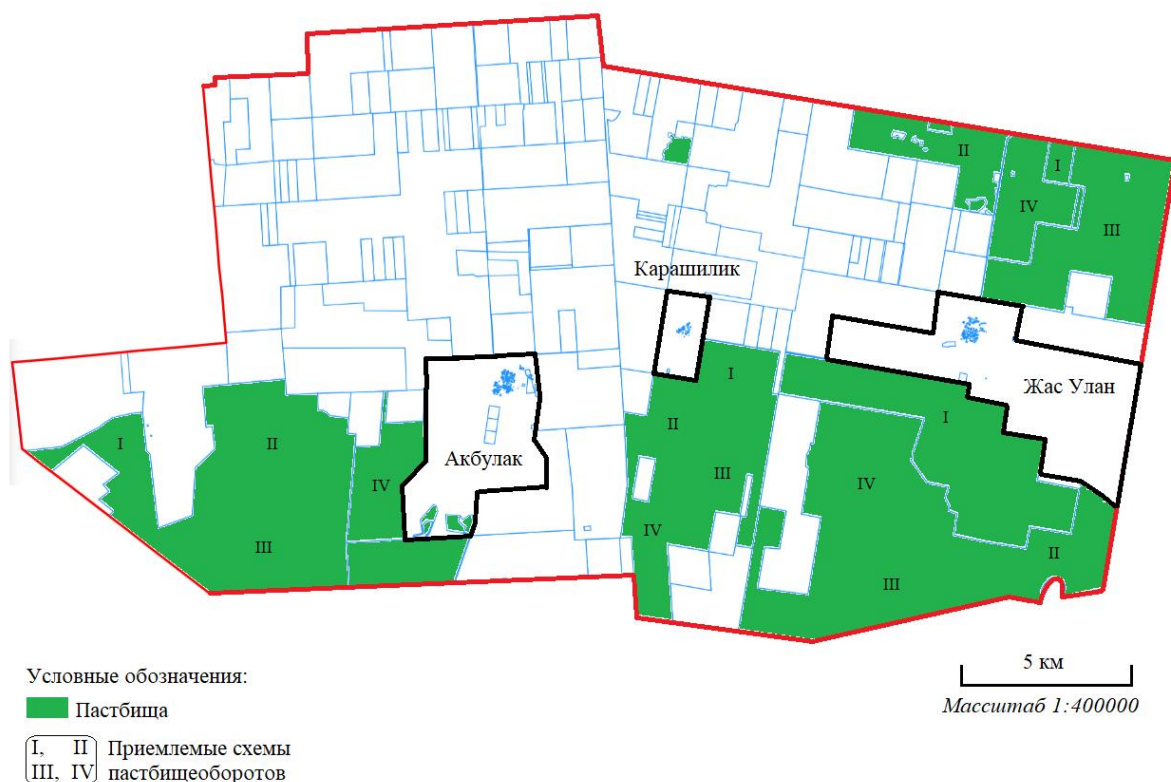 II
I
IV
III
Карашилик
I
Жас Улан
I
II
I
II
Акбулак
IV
III
IV
II
IV
III
III
5 км
Масштаб 1:400000
Условные обозначения:
Пастбища
I, II Приемлемые схемы
III, IV пастбищеоборотов